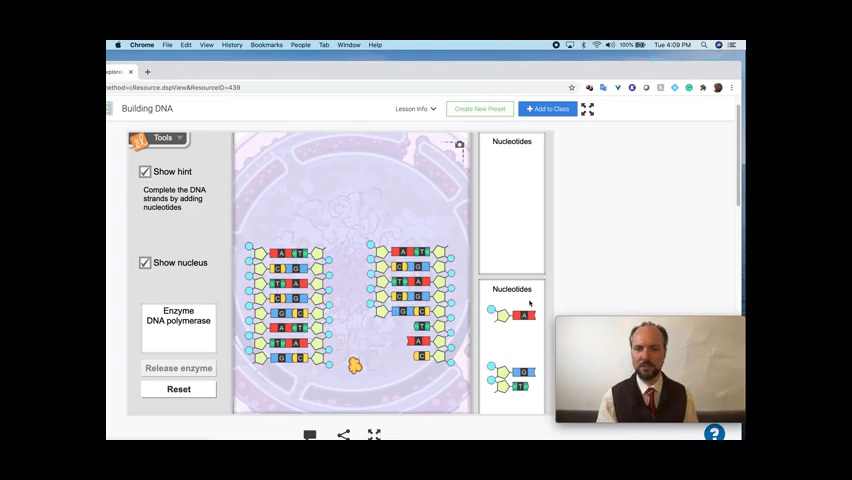 Chrome File Edit View History Bookmarks People Tab Window Help 100% Tue 4:09 PM
method=cResource.dspView&ResourceID=439
Building DNA Lesson Info Create New Preset + Add to Class
Tools
Show hint
Complete the DNA
strands by adding
nucleotides
Show nucleus
Enzyme
DNA polymerase
Release enzyme
Reset
A T A T
C G C G
T A T A
C G C G
G C G C
A T T
T A A
G C C
Nucleotides
Nucleotides
A
G
T
?